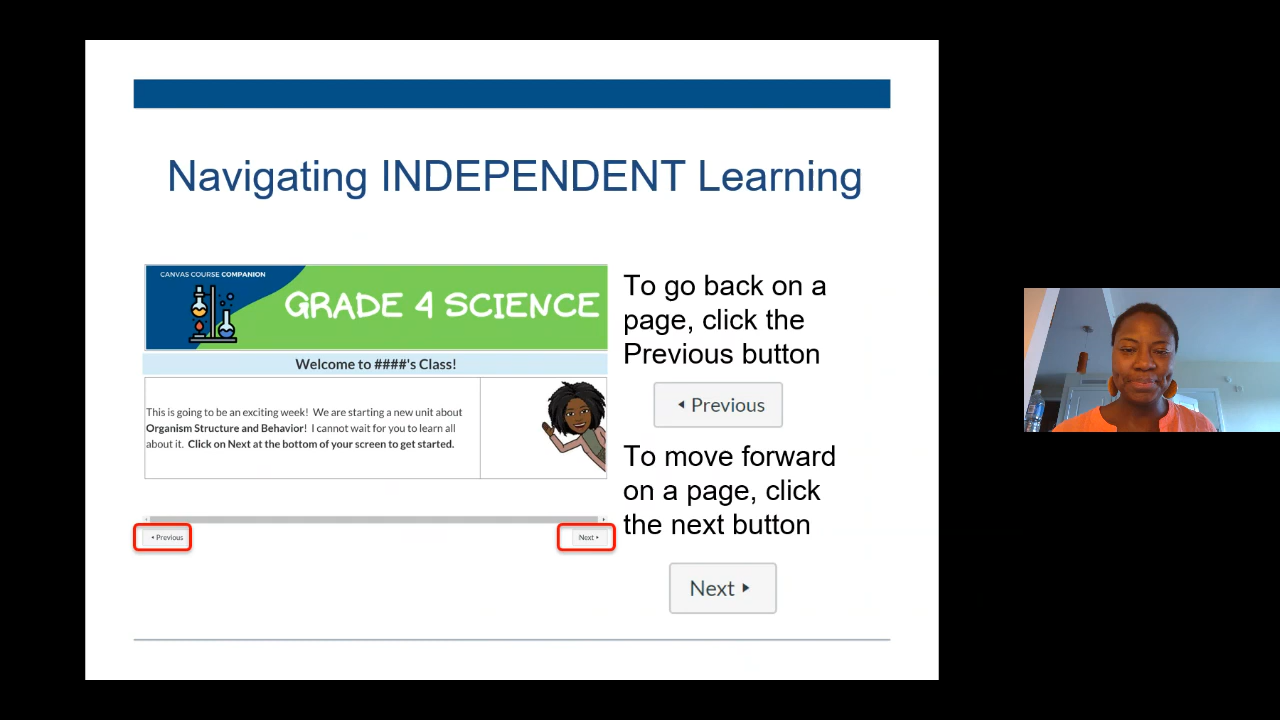 Navigating INDEPENDENT Learning
CANVAS COURSE COMPANION
GRADE 4 SCIENCE
Welcome to ####'s Class!
This is going to be an exciting week! We are starting a new unit about
Organism Structure and Behavior! I cannot wait for you to learn all
about it. Click on Next at the bottom of your screen to get started.
Previous
Next
To go back on a
page, click the
Previous button
Previous
To move forward
on a page, click
the next button
Next